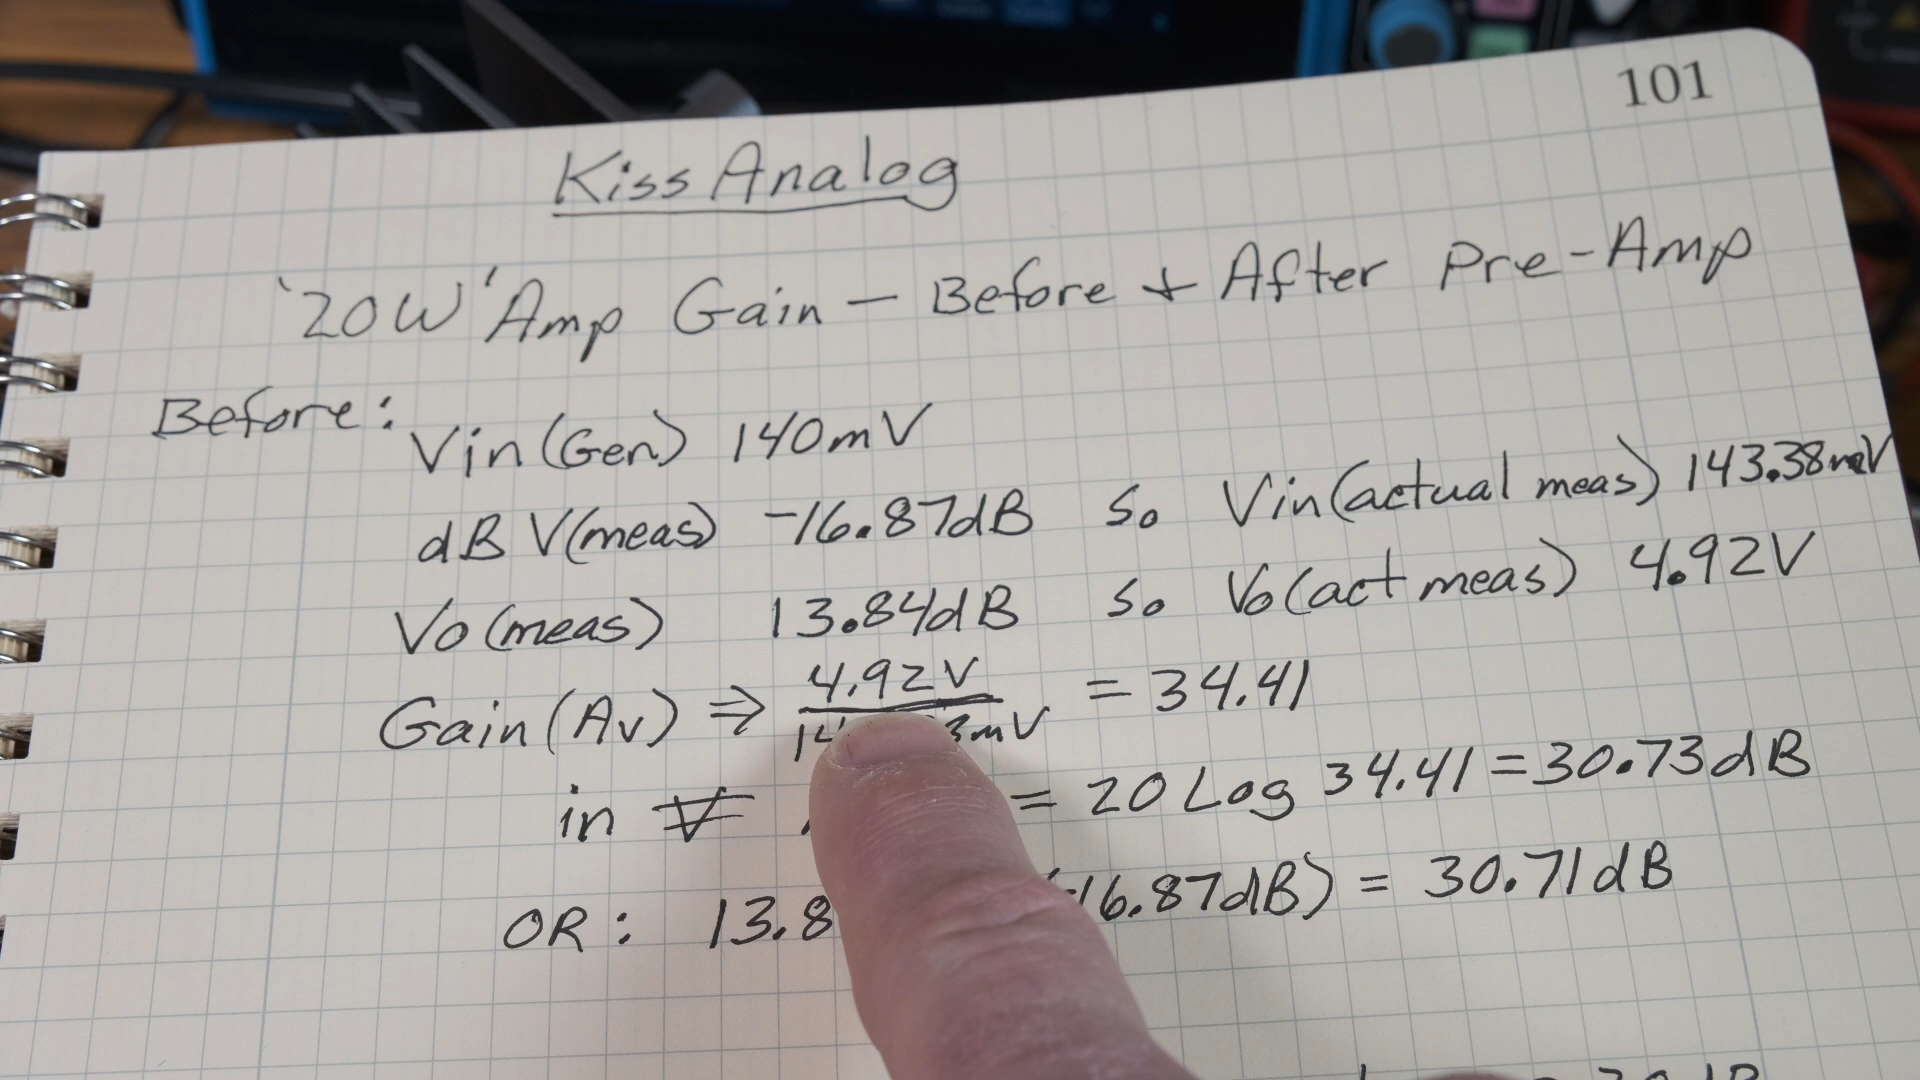 101
Kiss Analog
'20W' Amp Gain - Before + After Pre-Amp
Before:
Vin (Gen) 140mV
dB V(meas) -16.87dB so Vin (actual meas) 143.38mV
Vo (meas) 13.84dB so Vo (act meas) 4.92V
Gain (Av) ⇒ 4.92V = 34.41
mV
in = 20 Log 34.41 = 30.73dB
OR: 13.8 16.87dB) = 30.71dB